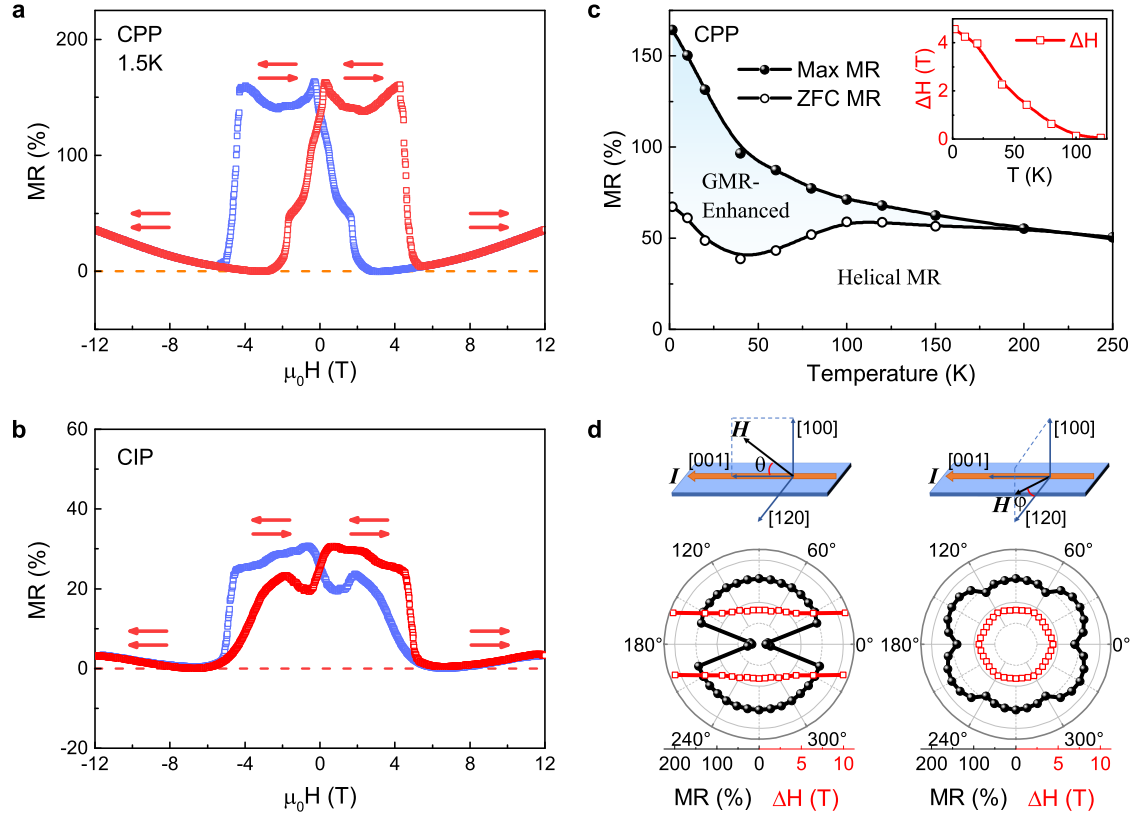 a
CPP
1.5K
200
100
0
MR (%)
-12
-8
-4
0
4
8
12
μ0H (T)
b
CIP
60
40
20
0
-20
MR (%)
-12
-8
-4
0
4
8
12
μ0H (T)
c
CPP
Max MR
ZFC MR
150
100
50
0
MR (%)
GMR-
Enhanced
Helical MR
0
50
100
150
200
250
Temperature (K)
ΔH
4
2
0
ΔH (T)
0
50
100
T (K)
d
H
[100]
[001]
θ
I
[120]
[100]
[001]
I
H
φ
[120]
120°
60°
180°
0°
240°
300°
200
100
0
5
10
MR (%)
ΔH (T)
120°
60°
180°
0°
240°
300°
200
100
0
5
10
MR (%)
ΔH (T)